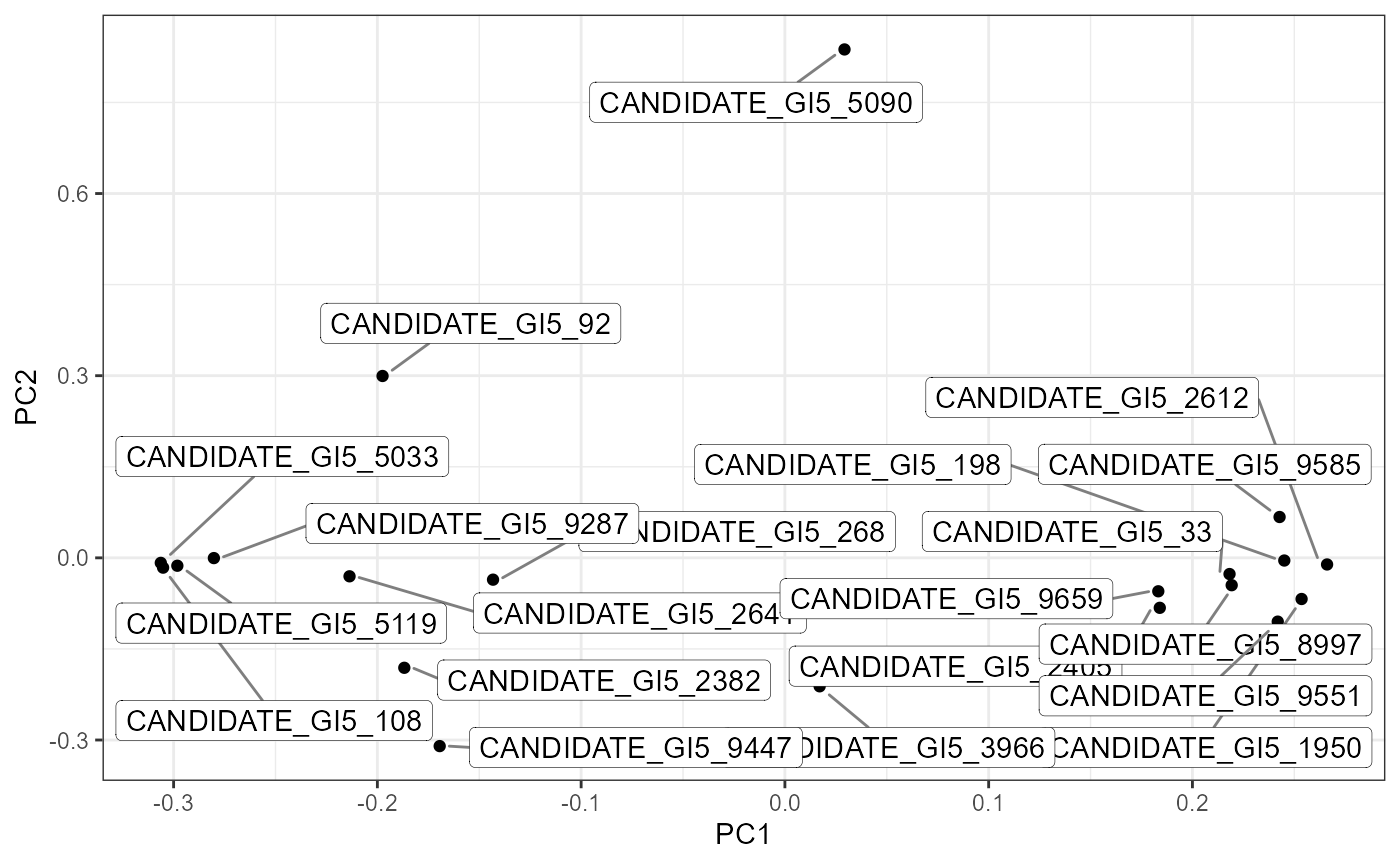 CANDIDATE_GI5_5090
0.6
CANDIDATE_GI5_92
0.3
PC2
CANDIDATE_GI5_2612
CANDIDATE_GI5_5033
CANDIDATE_GI5_198
CANDIDATE_GI5_9585
CANDIDATE_GI5_9287
NDIDATE_GI5_268
CANDIDATE_GI5_33
0.0
CANDIDATE_GI5_9659
CANDIDATE_GI5_2641
CANDIDATE_GI5_5119
CANDIDATE_GI5_8997
CANDIDATE_GI5_2405
CANDIDATE_GI5_2382
CANDIDATE_GI5_9551
CANDIDATE_GI5_108
-0.3
CANDIDATE_GI5_9447
DIDATE_GI5_3966
CANDIDATE_GI5_1950
-0.3
-0.2
-0.1
0.0
0.1
0.2
PC1